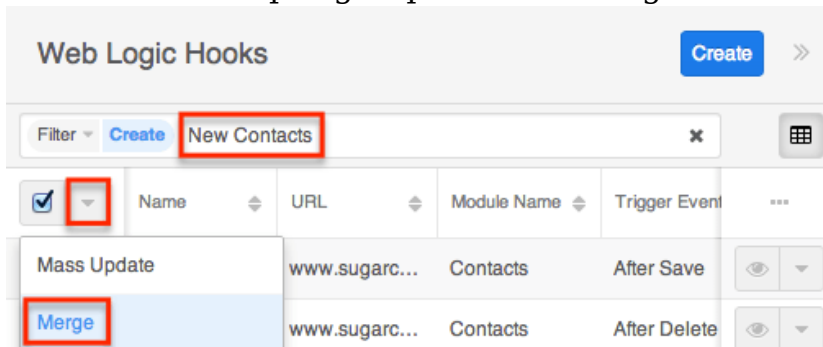 Web Logic Hooks Create
Filter Create New Contacts
Name URL Module Name Trigger Event
Mass Update www.sugarc... Contacts After Save
Merge www.sugarc... Contacts After Delete